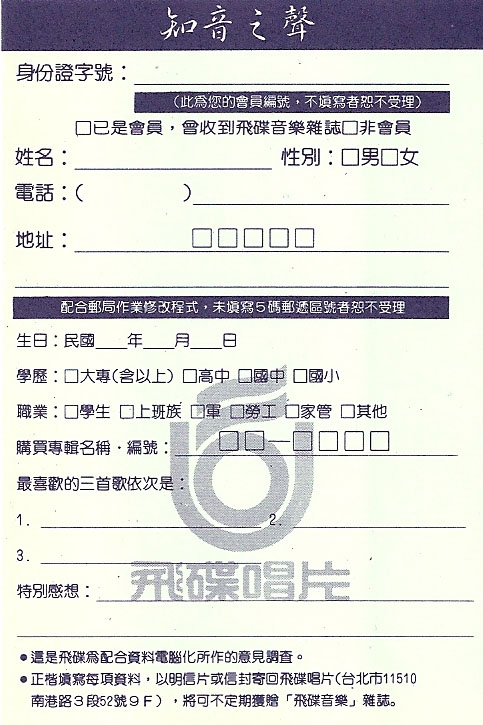 知音之聲
身份證字號：
（此為您的會員編號，不填寫者恕不受理）
□已是會員，曾收到飛碟音樂雜誌□非會員
姓名： 性別：□男□女
電話：(　　　)
地址： □□□□□
配合郵局作業修改程式，未填寫5碼郵遞區號者恕不受理
生日：民國___年___月___日
學歷：□大專(含以上) □高中 □國中 □國小
職業：□學生 □上班族 □軍 □勞工 □家管 □其他
購買專輯名稱・編號： □□—□□□□
最喜歡的三首歌依次是：
1. 2.
3.
飛碟唱片
特別感想：
●這是飛碟為配合資料電腦化所作的意見調查。
●正楷填寫每項資料，以明信片或信封寄回飛碟唱片(台北市11510
南港路3段52號9F)，將可不定期獲贈「飛碟音樂」雜誌。